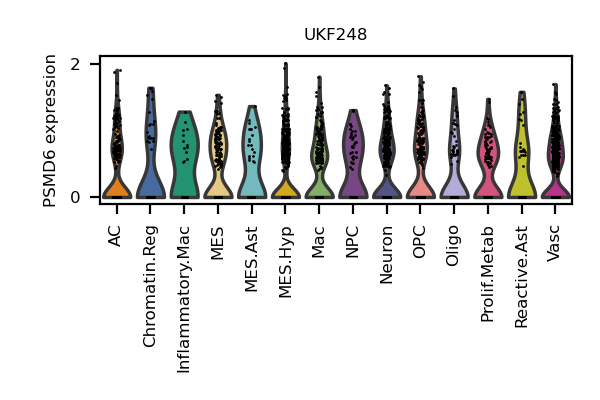 UKF248
PSMD6 expression
2
0
AC
Chromatin.Reg
Inflammatory.Mac
MES
MES.Ast
MES.Hyp
Mac
NPC
Neuron
OPC
Oligo
Prolif.Metab
Reactive.Ast
Vasc